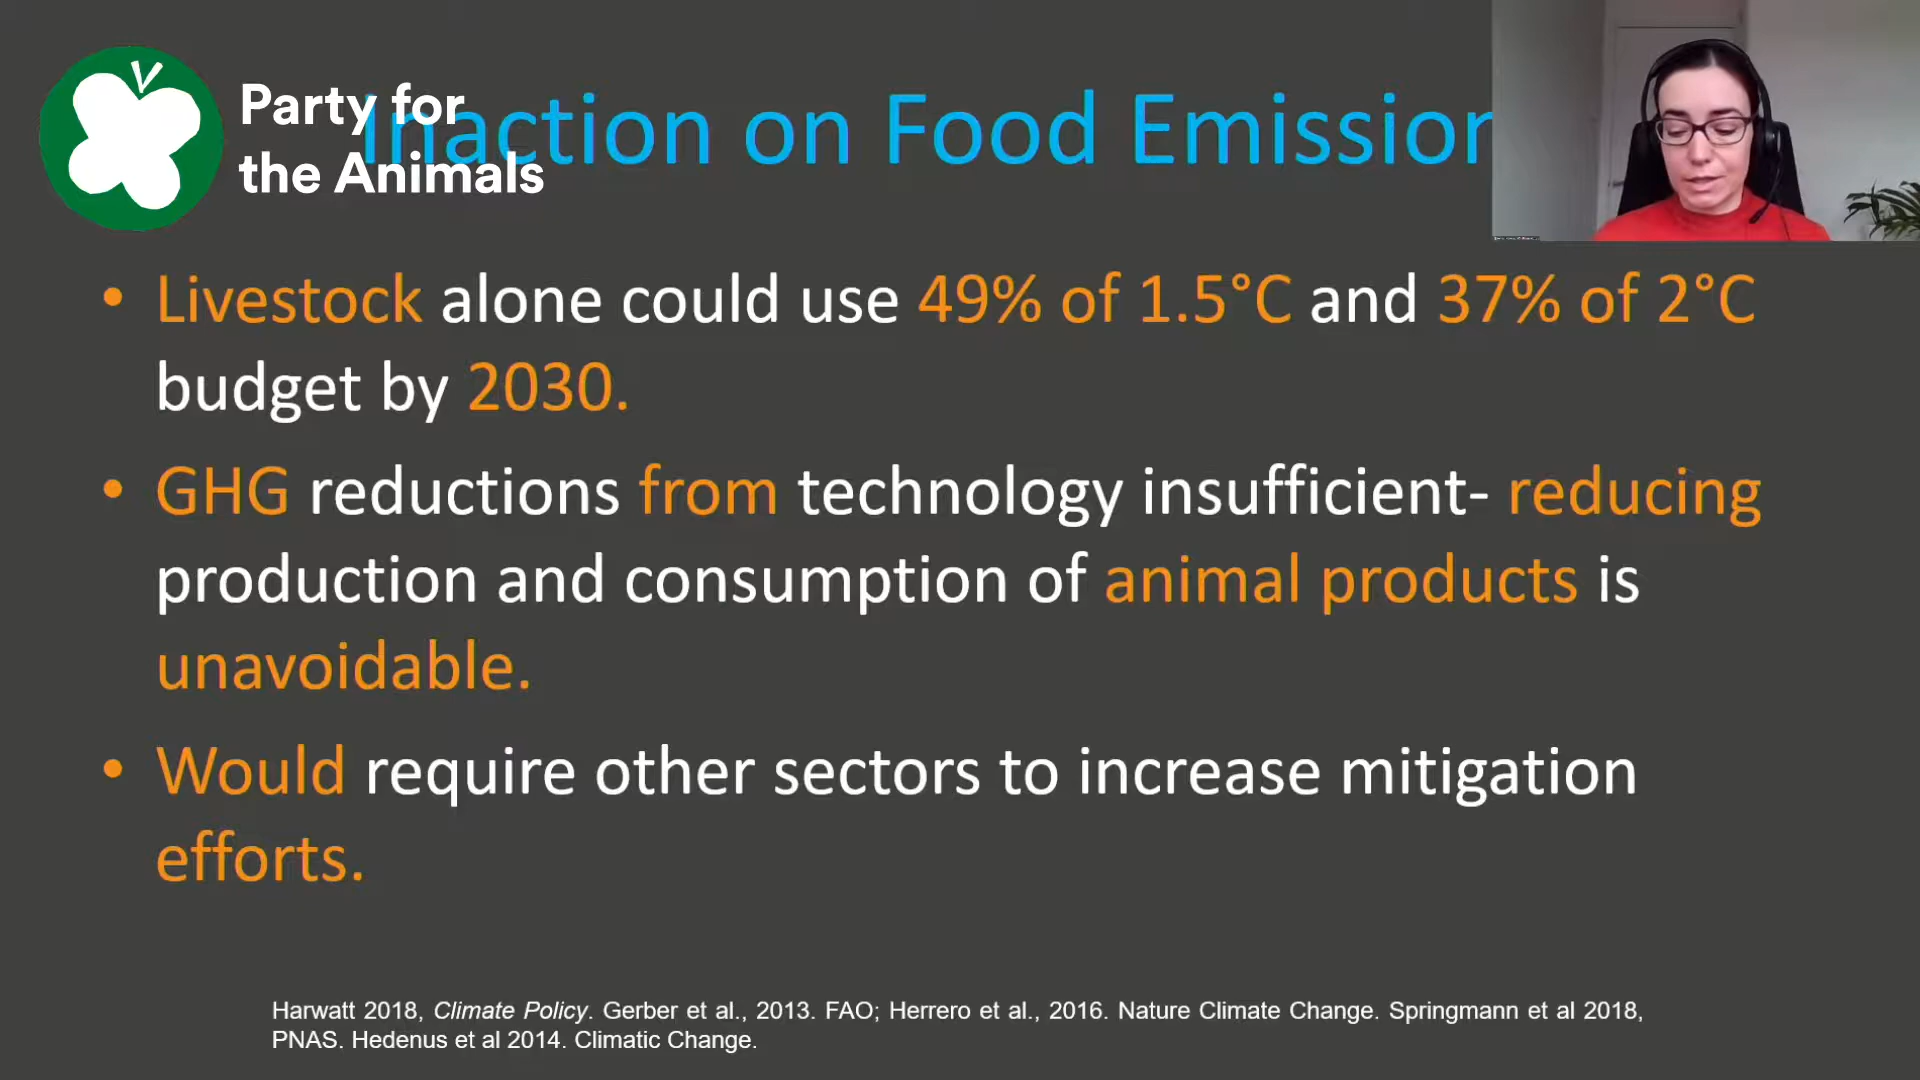 Party for
the Animals
Inaction on Food Emission
• Livestock alone could use 49% of 1.5°C and 37% of 2°C
budget by 2030.
• GHG reductions from technology insufficient- reducing
production and consumption of animal products is
unavoidable.
• Would require other sectors to increase mitigation
efforts.
Harwatt 2018, Climate Policy. Gerber et al., 2013. FAO; Herrero et al., 2016. Nature Climate Change. Springmann et al 2018,
PNAS. Hedenus et al 2014. Climatic Change.